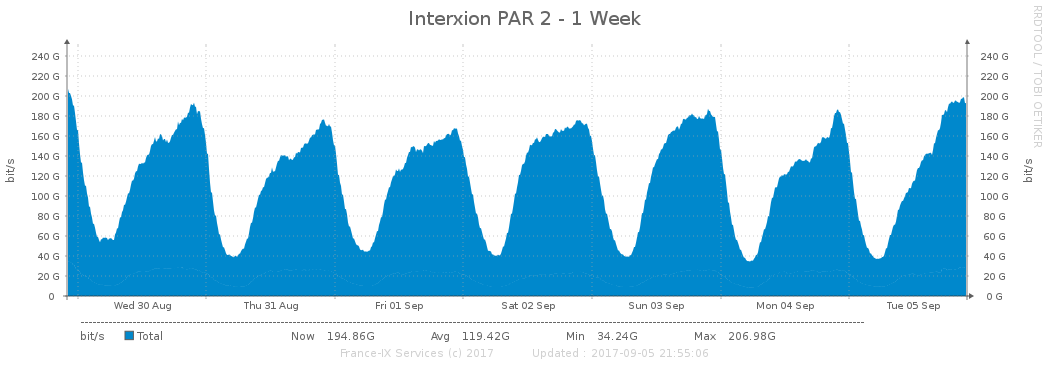 Interxion PAR 2 - 1 Week
RRDTOOL / TOBI OETIKER
240 G 240 G
220 G 220 G
200 G 200 G
180 G 180 G
160 G 160 G
140 G 140 G
120 G 120 G
100 G 100 G
80 G 80 G
60 G 60 G
40 G 40 G
20 G 20 G
0 0 G
bit/s bit/s
Wed 30 Aug Thu 31 Aug Fri 01 Sep Sat 02 Sep Sun 03 Sep Mon 04 Sep Tue 05 Sep
bit/s Total Now 194.86G Avg 119.42G Min 34.24G Max 206.98G
France-IX Services (c) 2017 Updated : 2017-09-05 21:55:06